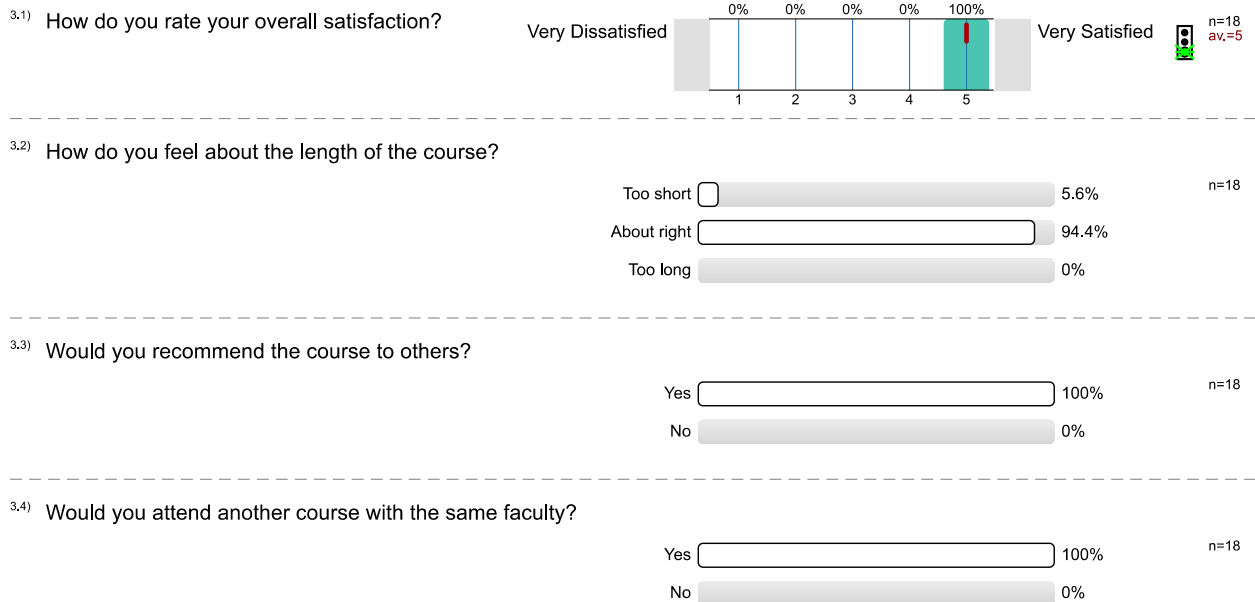 3.1) How do you rate your overall satisfaction?
0% 0% 0% 0% 100%
Very Dissatisfied Very Satisfied
n=18
av.=5
1 2 3 4 5
3.2) How do you feel about the length of the course?
Too short 5.6% n=18
About right 94.4%
Too long 0%
3.3) Would you recommend the course to others?
Yes 100% n=18
No 0%
3.4) Would you attend another course with the same faculty?
Yes 100% n=18
No 0%